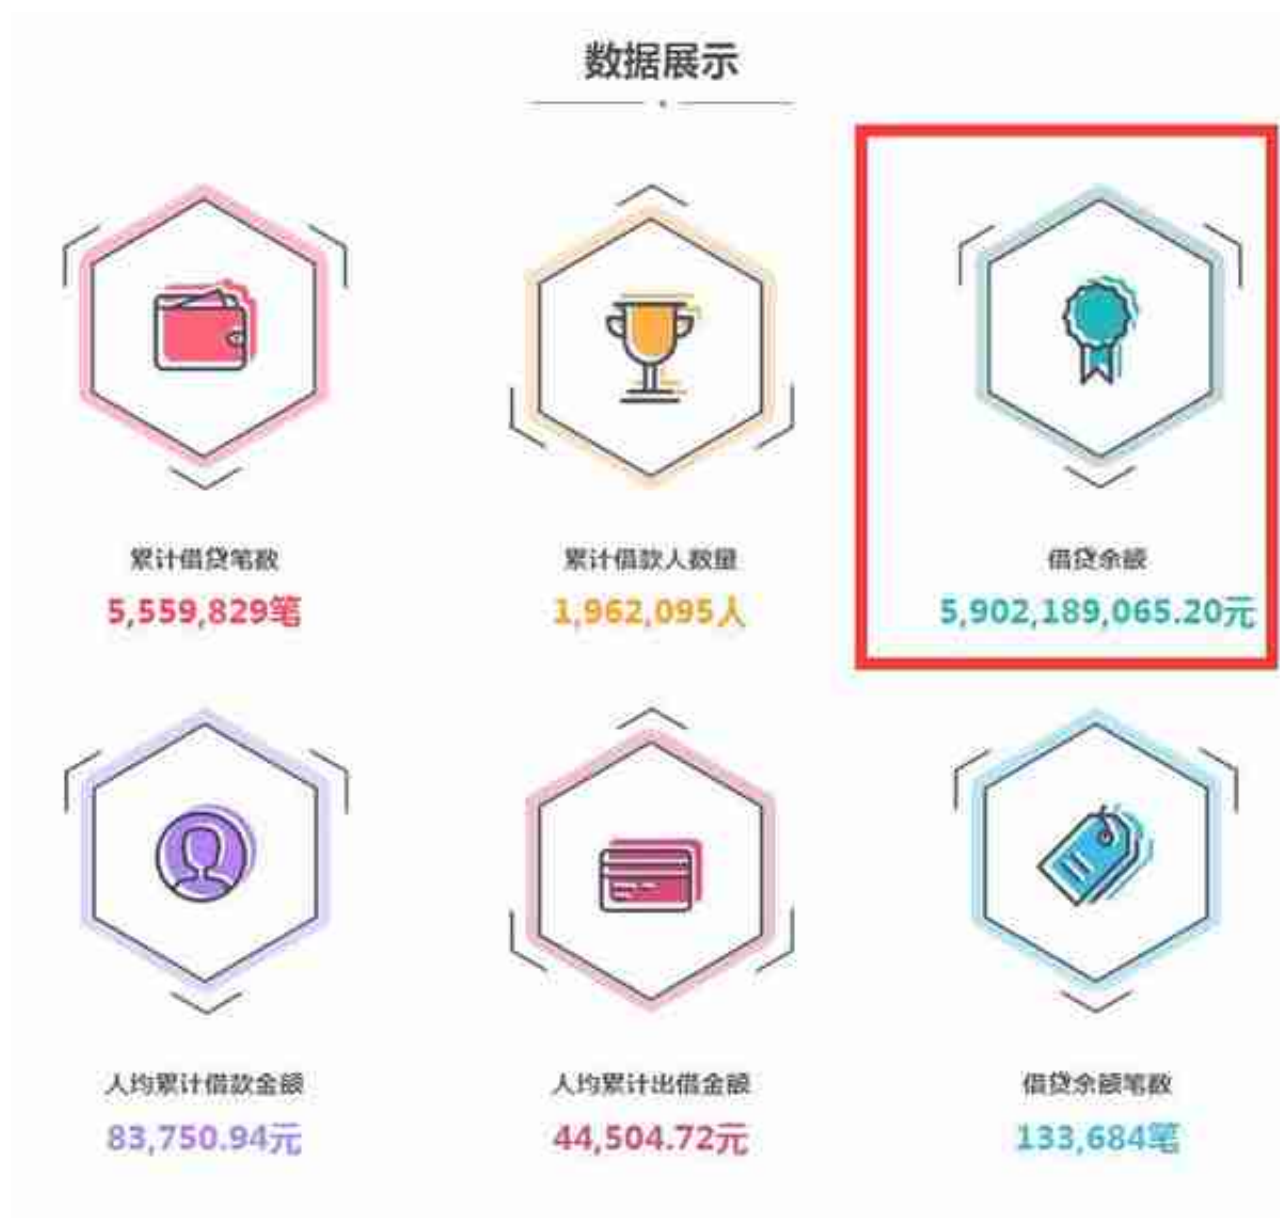 数据展示
累计借贷笔数
5,559,829笔
累计借款人数量
1,962,095人
借贷余额
5,902,189,065.20元
人均累计借款金额
83,750.94元
人均累计出借金额
44,504.72元
借贷余额笔数
133,684笔